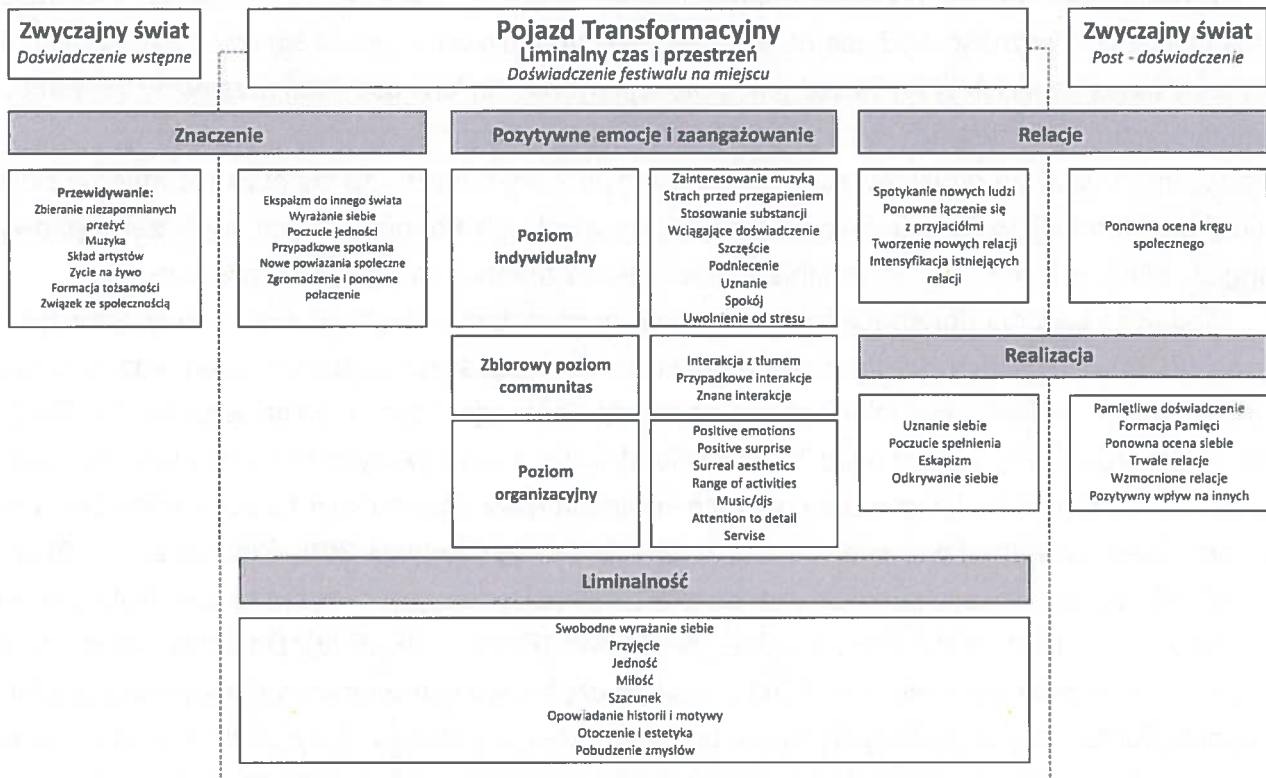 Zwyczajny świat
Doświadczenie wstępne
Pojazd Transformacyjny
Liminalny czas i przestrzeń
Doświadczenie festiwalu na miejscu
Zwyczajny świat
Post - doświadczenie
Znaczenie
Pozytywne emocje i zaangażowanie
Relacje
Przewidywanie:
Zbieranie niezapomnianych
przeżyć
Muzyka
Skład artystów
Zycie na żywo
Formacja tożsamości
Związek ze społecznością
Ekspaizm do innego świata
Wyrażanie siebie
Poczucie jedności
Przypadkowe spotkania
Nowe powiazania społeczne
Zgromadzenie i ponowne
polaczenie
Poziom
indywidualny
Zainteresowanie muzyką
Strach przed przegapieniem
Stosowanie substancji
Wciągające doświadczenie
Szczęście
Podniecenie
Uznanie
Spokój
Uwolnienie od stresu
Spotykanie nowych ludzi
Ponowne łączenie się
z przyjaciółmi
Tworzenie nowych relacji
Intensyfikacja istniejących
relacji
Ponowna ocena kręgu
społecznego
Zbiorowy poziom
communitas
Interakcja z tłumem
Przypadkowe interakcje
Znane interakcje
Realizacja
Poziom
organizacyjny
Positive emotions
Positive surprise
Surreal aesthetics
Range of activities
Music/djs
Attention to detail
Servise
Uznanie siebie
Poczucie spełnienia
Eskapizm
Odkrywanie siebie
Pamiętliwe doświadczenie
Formacja Pamięci
Ponowna ocena siebie
Trwałe relacje
Wzmocnione relacje
Pozytywny wpływ na innych
Liminalność
Swobodne wyrażanie siebie
Przyjęcie
Jedność
Miłość
Szacunek
Opowiadanie historii i motywy
Otoczenie i estetyka
Pobudzenie zmysłów